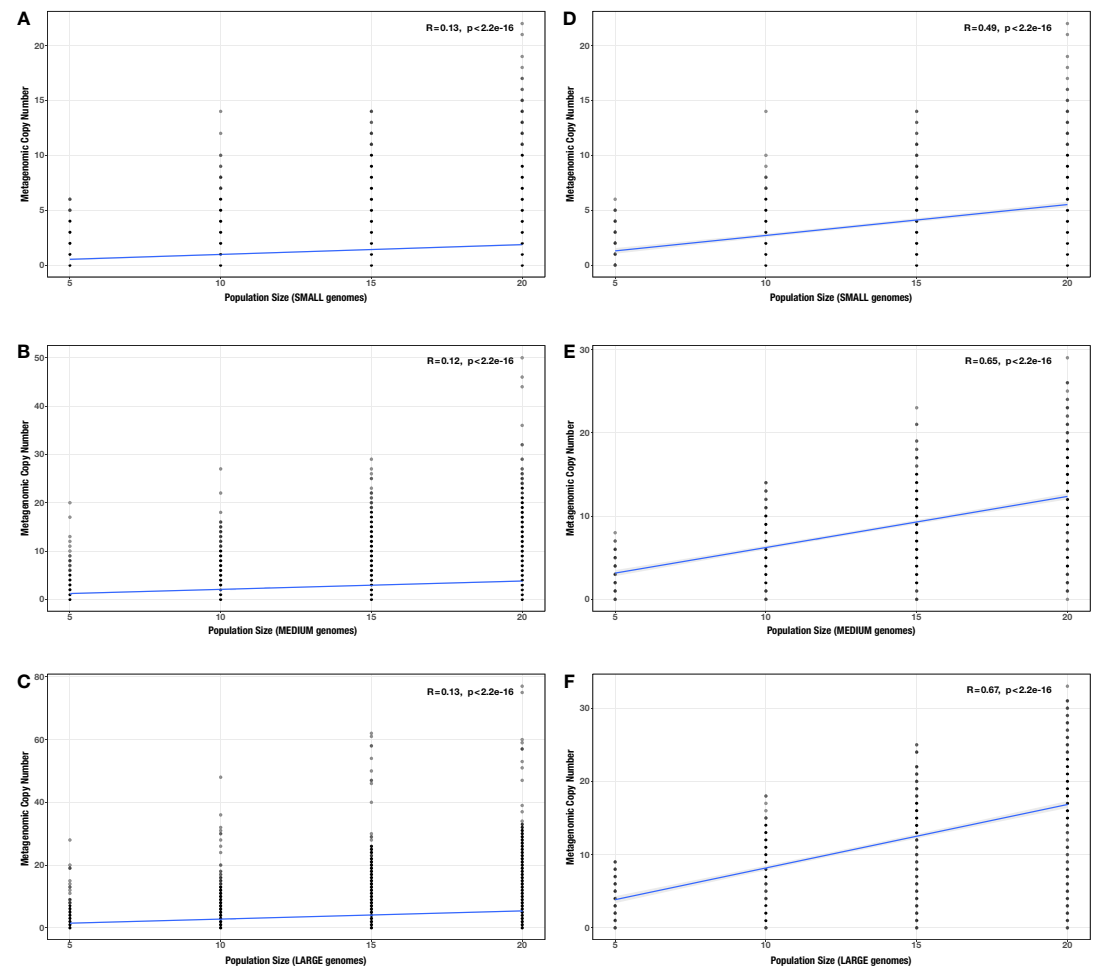 A
R=0.13, p<2.2e-16
Metagenomic Copy Number
20
15
10
5
0
5
10
15
20
Population Size (SMALL genomes)
D
R=0.49, p<2.2e-16
Metagenomic Copy Number
20
15
10
5
0
5
10
15
20
Population Size (SMALL genomes)
B
R=0.12, p<2.2e-16
Metagenomic Copy Number
50
40
30
20
10
0
5
10
15
20
Population Size (MEDIUM genomes)
E
R=0.65, p<2.2e-16
Metagenomic Copy Number
30
20
10
0
5
10
15
20
Population Size (MEDIUM genomes)
C
R=0.13, p<2.2e-16
Metagenomic Copy Number
80
60
40
20
0
5
10
15
20
Population Size (LARGE genomes)
F
R=0.67, p<2.2e-16
Metagenomic Copy Number
30
20
10
0
5
10
15
20
Population Size (LARGE genomes)